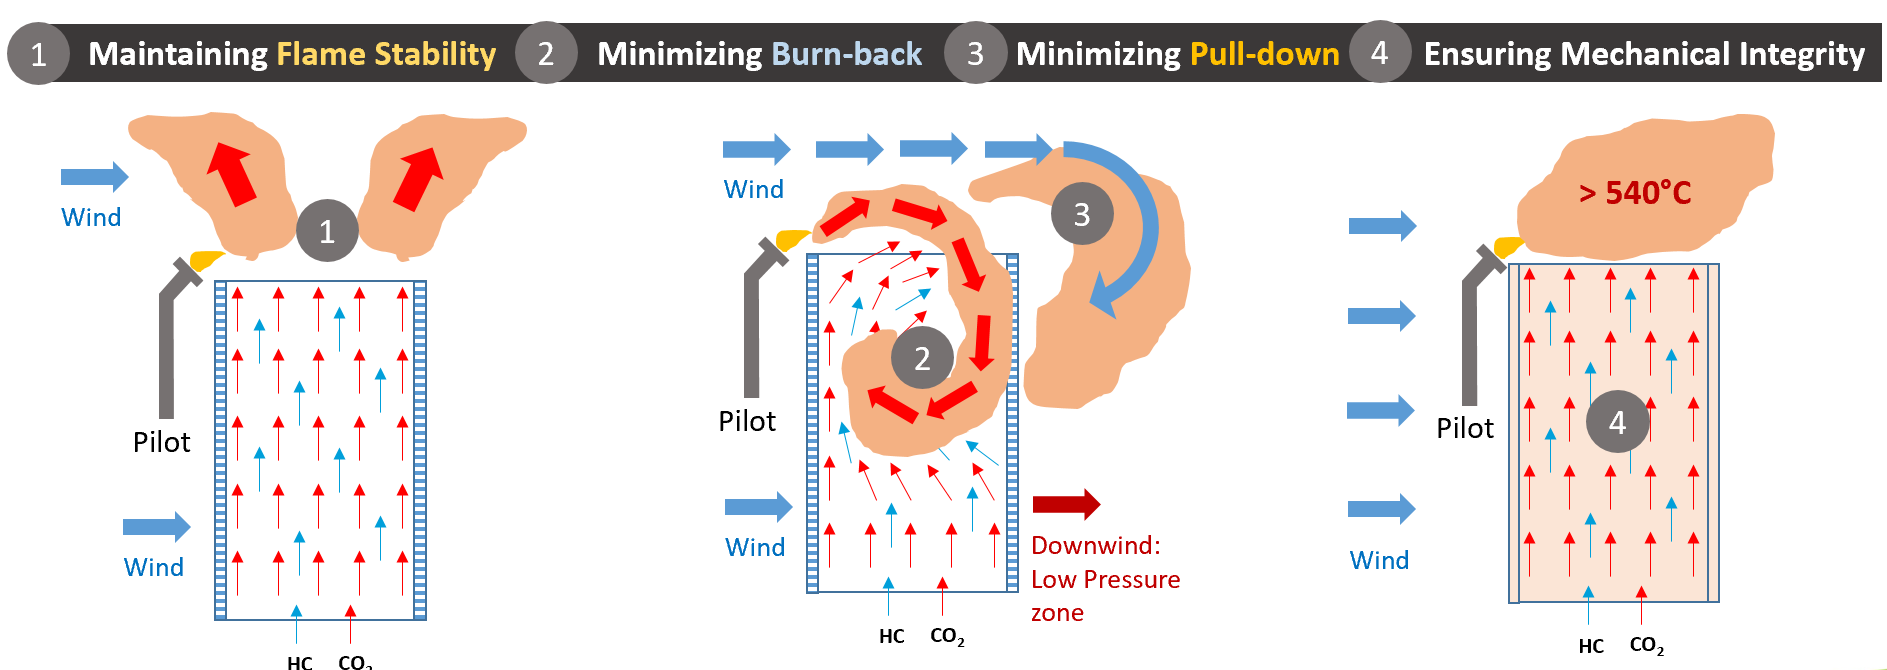 1 Maintaining Flame Stability 2 Minimizing Burn-back 3 Minimizing Pull-down 4 Ensuring Mechanical Integrity
Wind
1
Pilot
Wind
HC CO₂
Wind
3
2
Pilot
Wind
Downwind:
Low Pressure
zone
HC CO₂
> 540°C
4
Pilot
Wind
HC CO₂